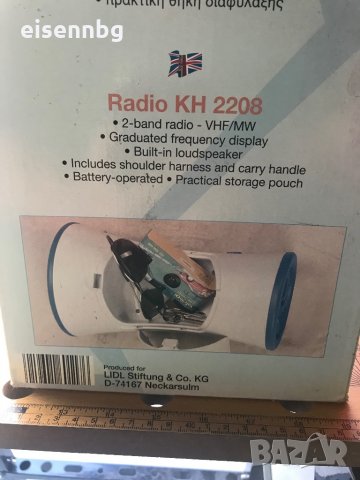 • πρακτική θήκη διαφύλαξης
eisennbg
Radio KH 2208
• 2-band radio - VHF/MW
• Graduated frequency display
• Built-in loudspeaker
• Includes shoulder harness and carry handle
• Battery-operated • Practical storage pouch
Produced for
LIDL Stiftung & Co. KG
D-74167 Neckarsulm
BAZAR